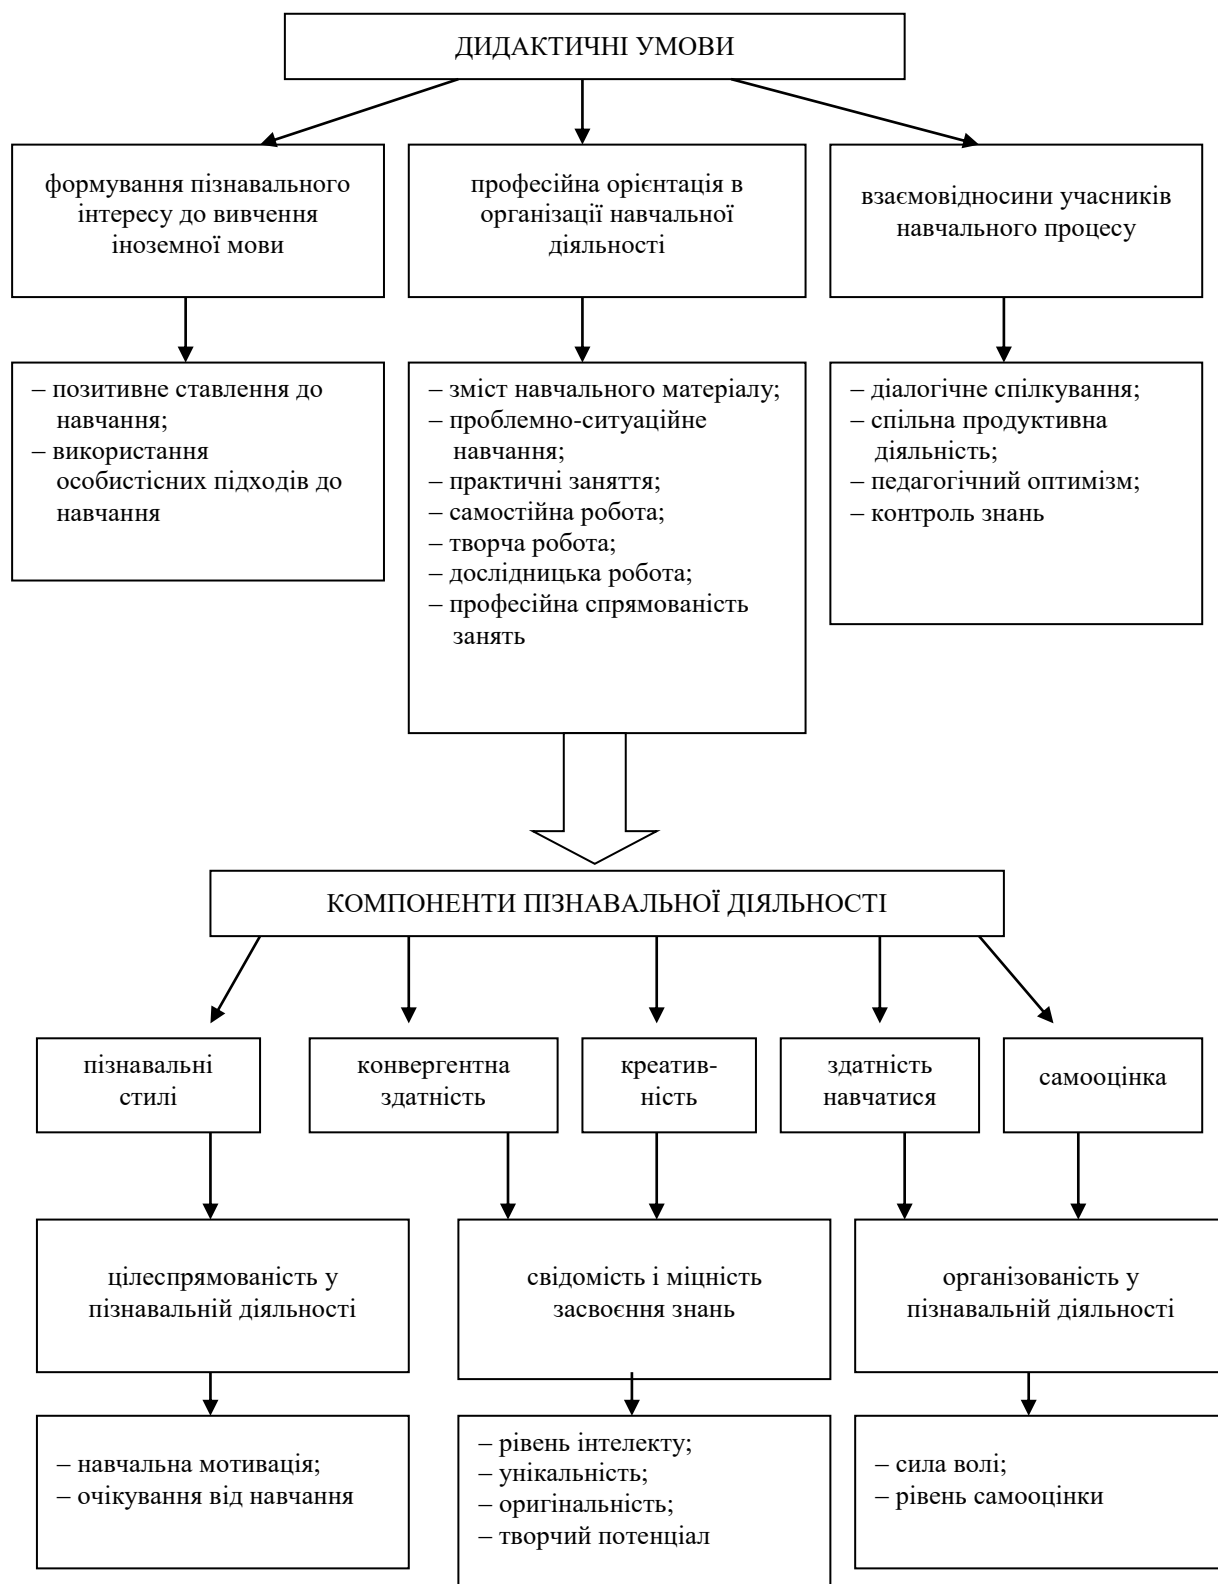 ДИДАКТИЧНІ УМОВИ
формування пізнавального
інтересу до вивчення
іноземної мови
професійна орієнтація в
організації навчальної
діяльності
взаємовідносини учасників
навчального процесу
– позитивне ставлення до
навчання;
– використання
особистісних підходів до
навчання
– зміст навчального матеріалу;
– проблемно-ситуаційне
навчання;
– практичні заняття;
– самостійна робота;
– творча робота;
– дослідницька робота;
– професійна спрямованість
занять
– діалогічне спілкування;
– спільна продуктивна
діяльність;
– педагогічний оптимізм;
– контроль знань
КОМПОНЕНТИ ПІЗНАВАЛЬНОЇ ДІЯЛЬНОСТІ
пізнавальні
стилі
конвергентна
здатність
креатив-
ність
здатність
навчатися
самооцінка
цілеспрямованість у
пізнавальній діяльності
свідомість і міцність
засвоєння знань
організованість у
пізнавальній діяльності
– навчальна мотивація;
– очікування від навчання
– рівень інтелекту;
– унікальність;
– оригінальність;
– творчий потенціал
– сила волі;
– рівень самооцінки